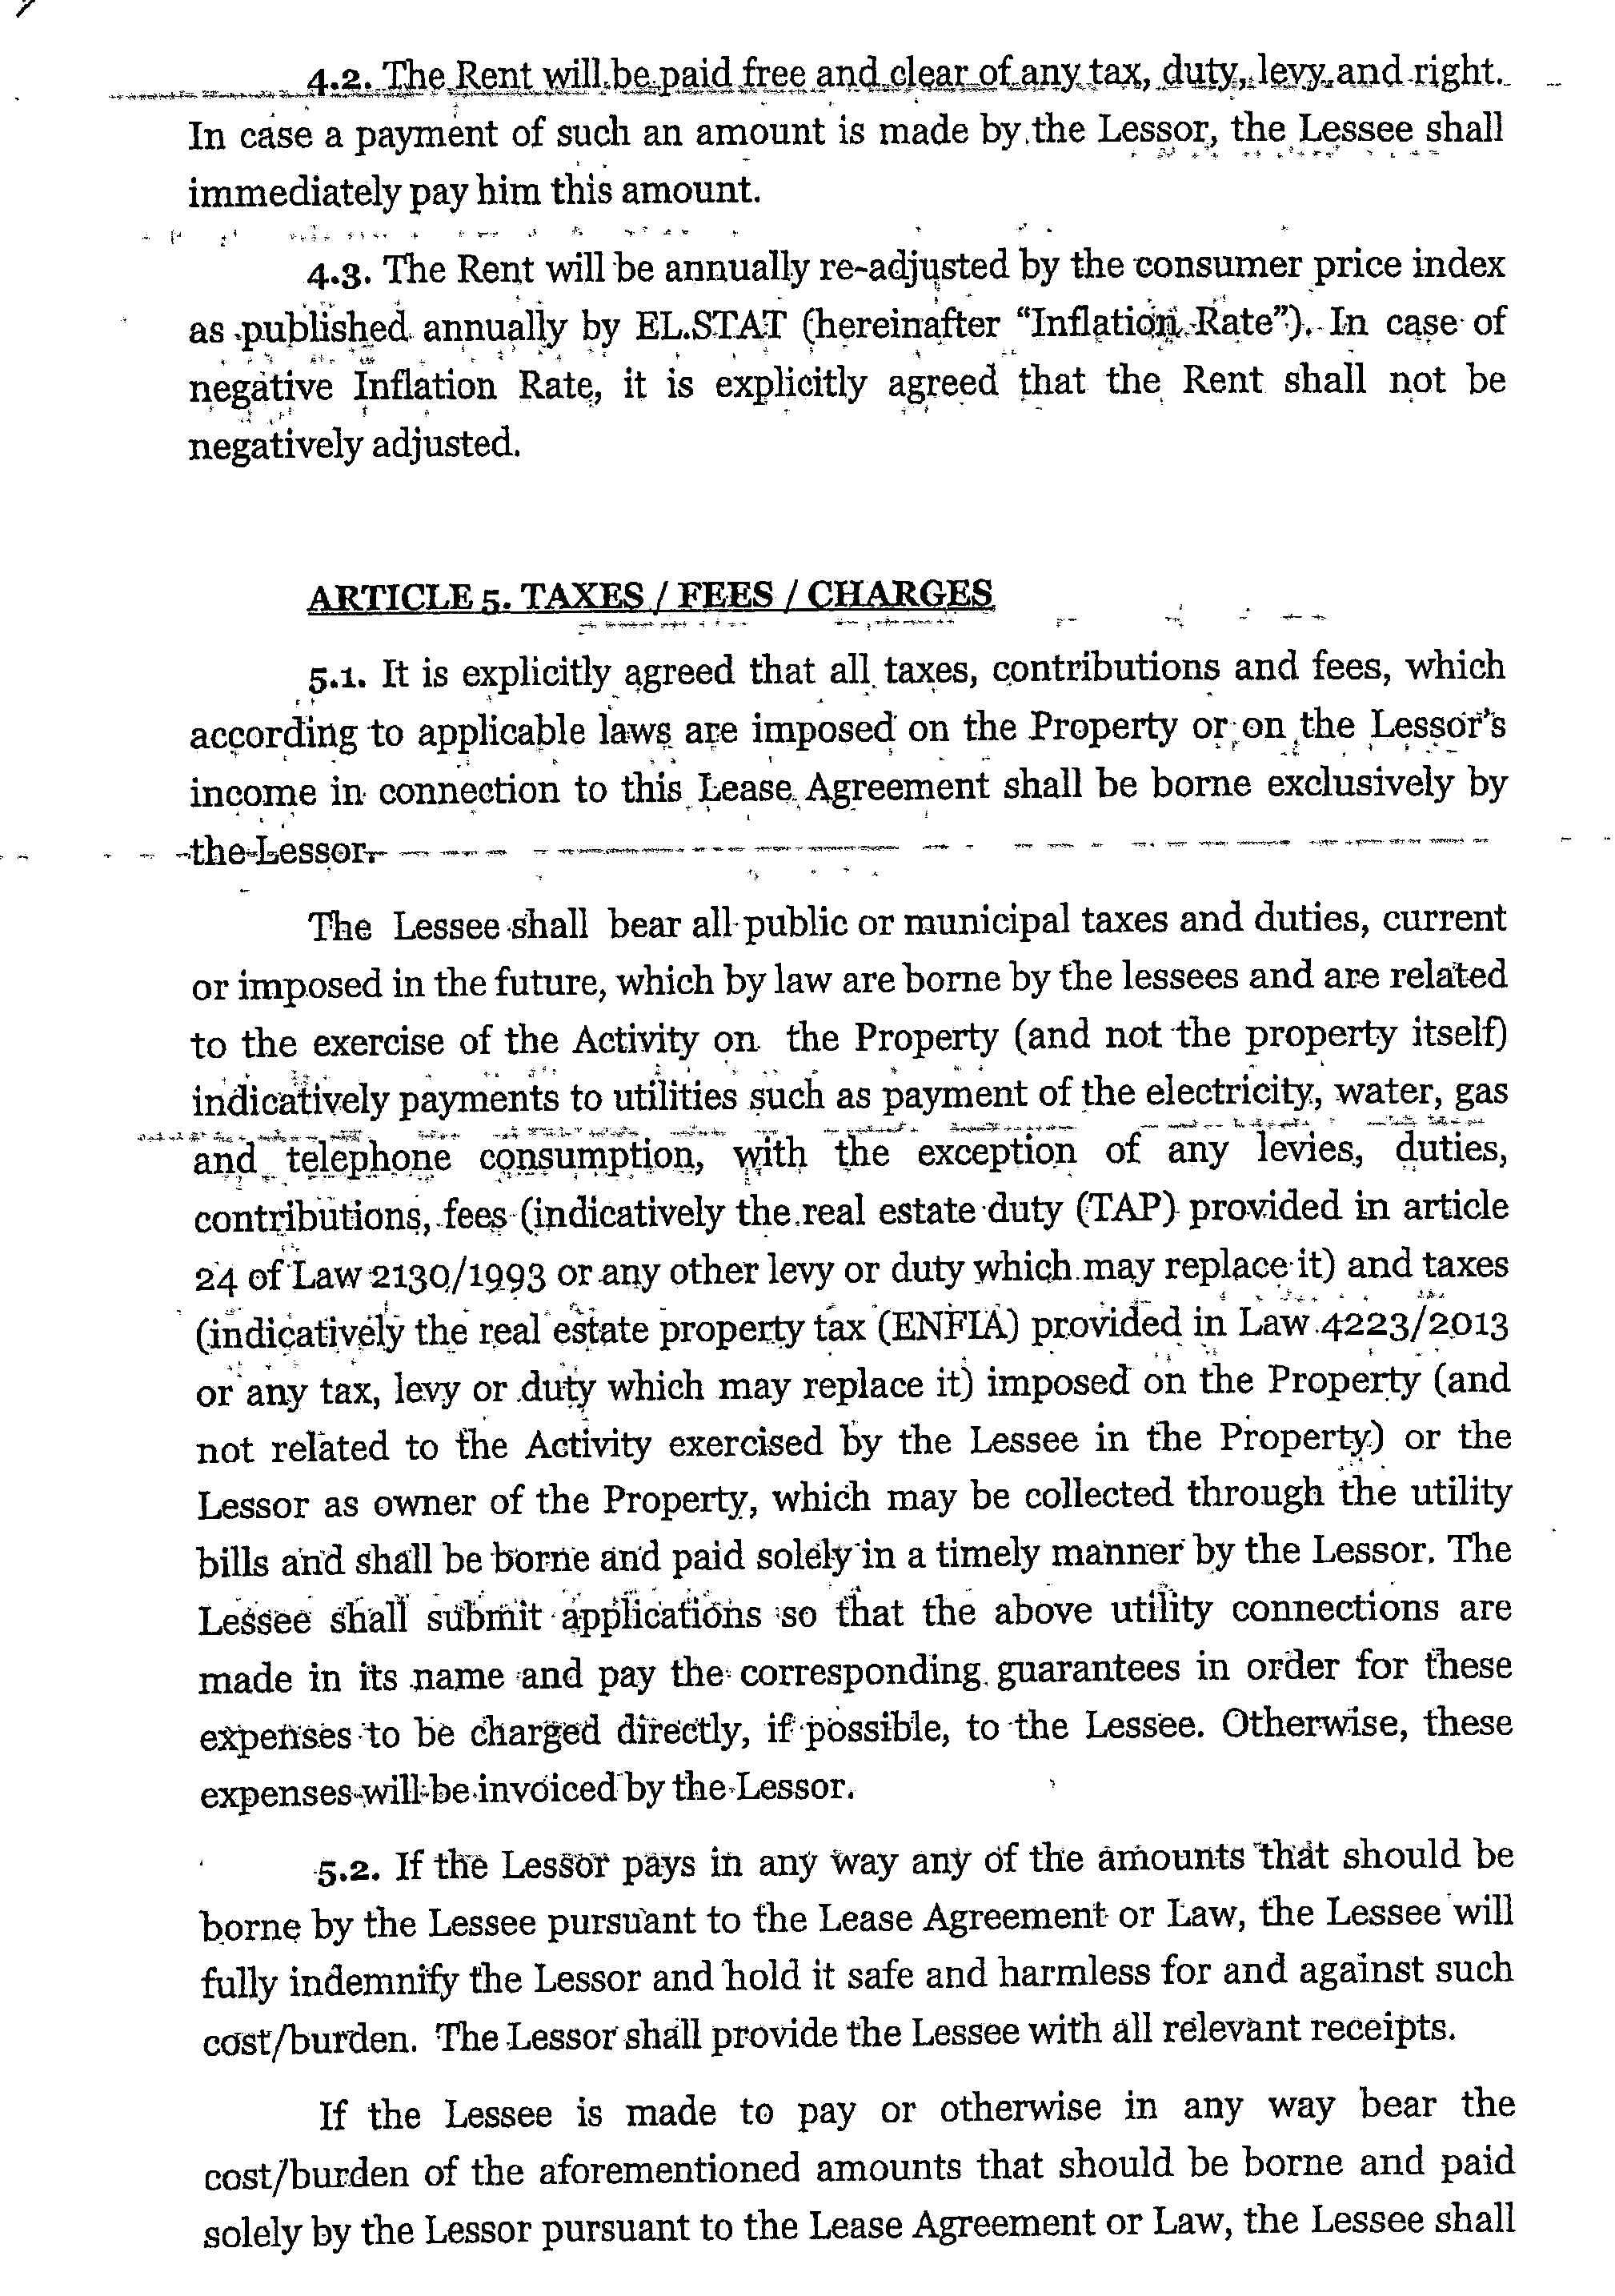 4.2. The Rent will be paid free and clear of any tax, duty, levy and right.
In case a payment of such an amount is made by the Lessor, the Lessee shall
immediately pay him this amount.
4.3. The Rent will be annually re-adjusted by the consumer price index
as published annually by EL.STAT (hereinafter “Inflation Rate”). In case of
negative Inflation Rate, it is explicitly agreed that the Rent shall not be
negatively adjusted.
ARTICLE 5. TAXES / FEES / CHARGES
5.1. It is explicitly agreed that all taxes, contributions and fees, which
according to applicable laws are imposed on the Property or on the Lessor’s
income in connection to this Lease Agreement shall be borne exclusively by
the Lessor.
The Lessee shall bear all public or municipal taxes and duties, current
or imposed in the future, which by law are borne by the lessees and are related
to the exercise of the Activity on the Property (and not the property itself)
indicatively payments to utilities such as payment of the electricity, water, gas
and telephone consumption, with the exception of any levies, duties,
contributions, fees (indicatively the real estate duty (TAP) provided in article
24 of Law 2130/1993 or any other levy or duty which may replace it) and taxes
(indicatively the real estate property tax (ENFIA) provided in Law 4223/2013
or any tax, levy or duty which may replace it) imposed on the Property (and
not related to the Activity exercised by the Lessee in the Property) or the
Lessor as owner of the Property, which may be collected through the utility
bills and shall be borne and paid solely in a timely manner by the Lessor. The
Lessee shall submit applications so that the above utility connections are
made in its name and pay the corresponding guarantees in order for these
expenses to be charged directly, if possible, to the Lessee. Otherwise, these
expenses will be invoiced by the Lessor.
5.2. If the Lessor pays in any way any of the amounts that should be
borne by the Lessee pursuant to the Lease Agreement or Law, the Lessee will
fully indemnify the Lessor and hold it safe and harmless for and against such
cost/burden. The Lessor shall provide the Lessee with all relevant receipts.
If the Lessee is made to pay or otherwise in any way bear the
cost/burden of the aforementioned amounts that should be borne and paid
solely by the Lessor pursuant to the Lease Agreement or Law, the Lessee shall